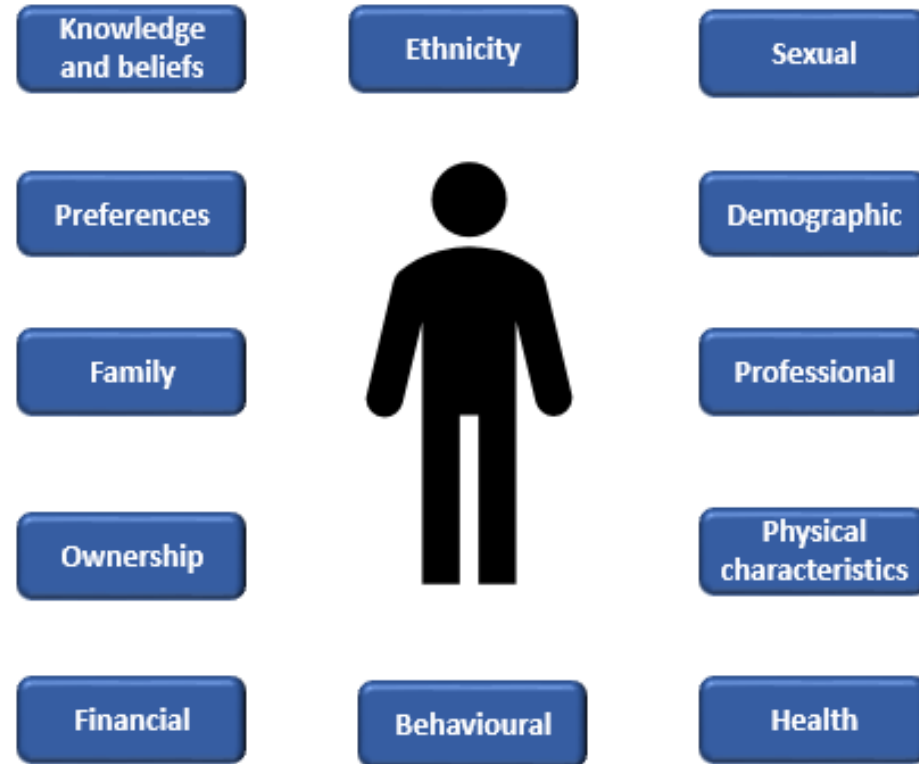 Knowledge
and beliefs
Ethnicity
Sexual
Preferences
Demographic
Family
Professional
Ownership
Physical
characteristics
Financial
Behavioural
Health